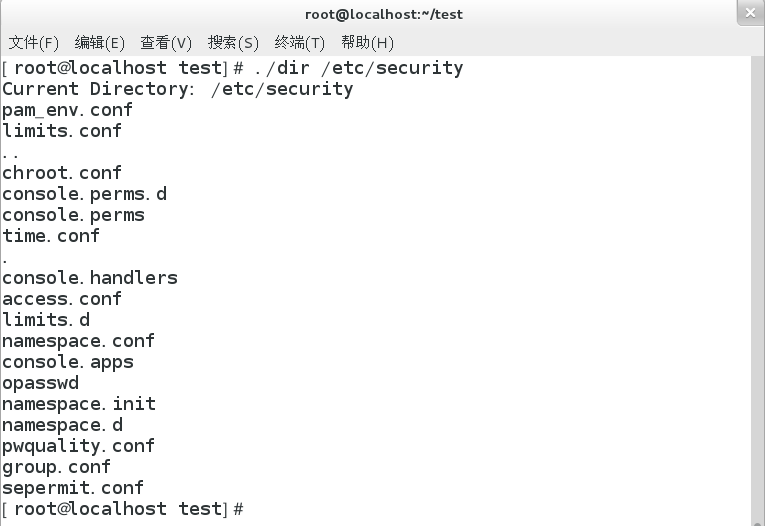 root@localhost:~/test
×
文件(F) 编辑(E) 查看(V) 搜索(S) 终端(T) 帮助(H)
[root@localhost test]# ./dir /etc/security
Current Directory: /etc/security
pam_env.conf
limits.conf
..
chroot.conf
console.perms.d
console.perms
time.conf
.
console.handlers
access.conf
limits.d
namespace.conf
console.apps
opasswd
namespace.init
namespace.d
pwquality.conf
group.conf
sepermit.conf
[root@localhost test]#